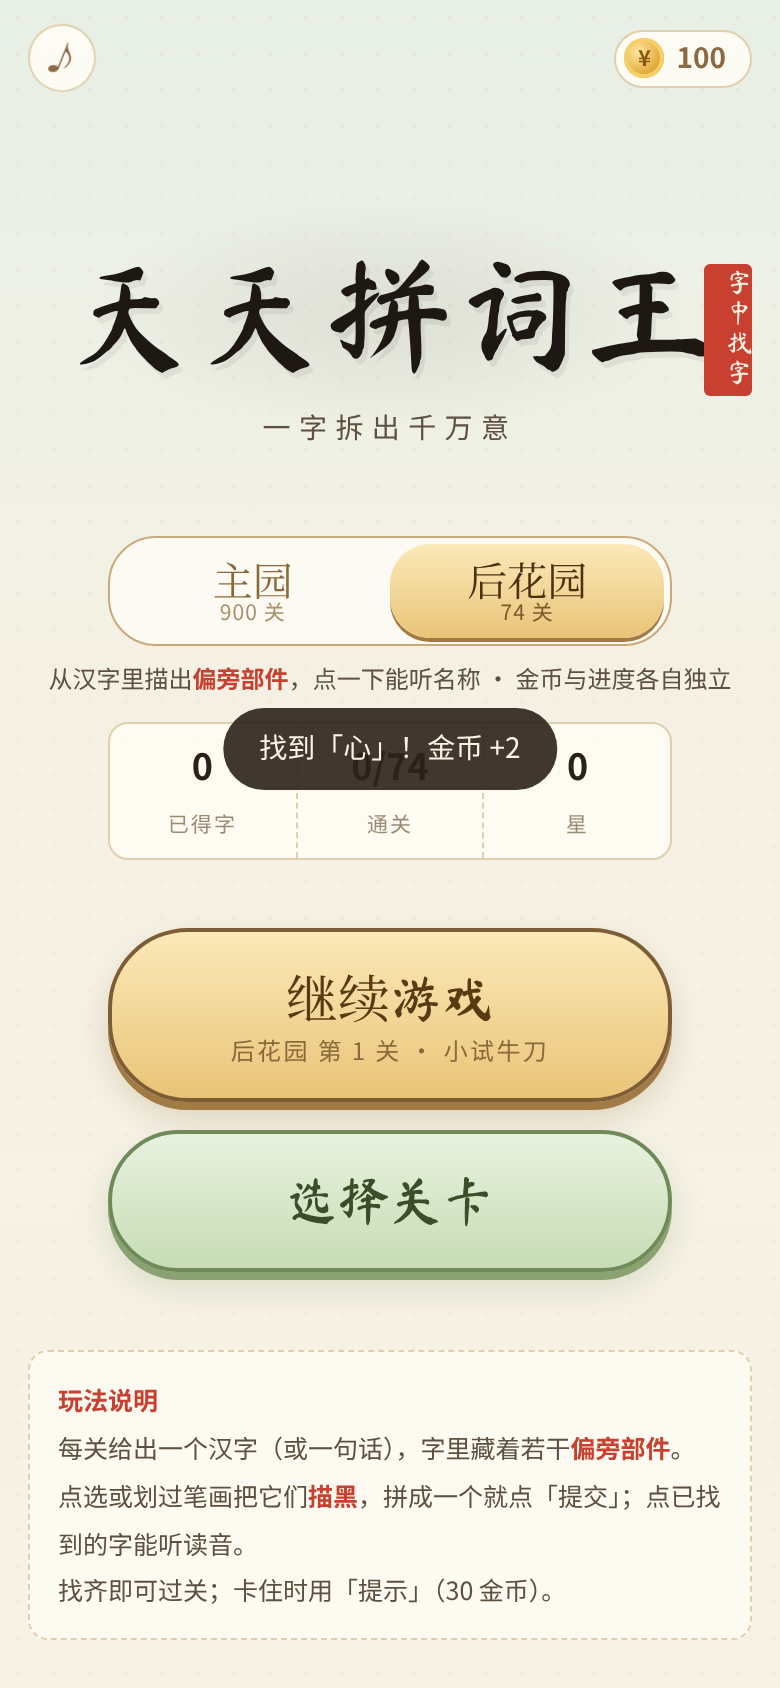 ¥ 100
天天拼词王
字中找字
一字拆出千万意
主园
900 关
后花园
74 关
从汉字里描出偏旁部件，点一下能听名称 · 金币与进度各自独立
找到「心」！金币 +2
0
0/74
0
已得字
通关
星
继续游戏
后花园 第 1 关 · 小试牛刀
选择关卡
玩法说明
每关给出一个汉字（或一句话），字里藏着若干偏旁部件。
点选或划过笔画把它们描黑，拼成一个就点「提交」；点已找
到的字能听读音。
找齐即可过关；卡住时用「提示」（30 金币）。